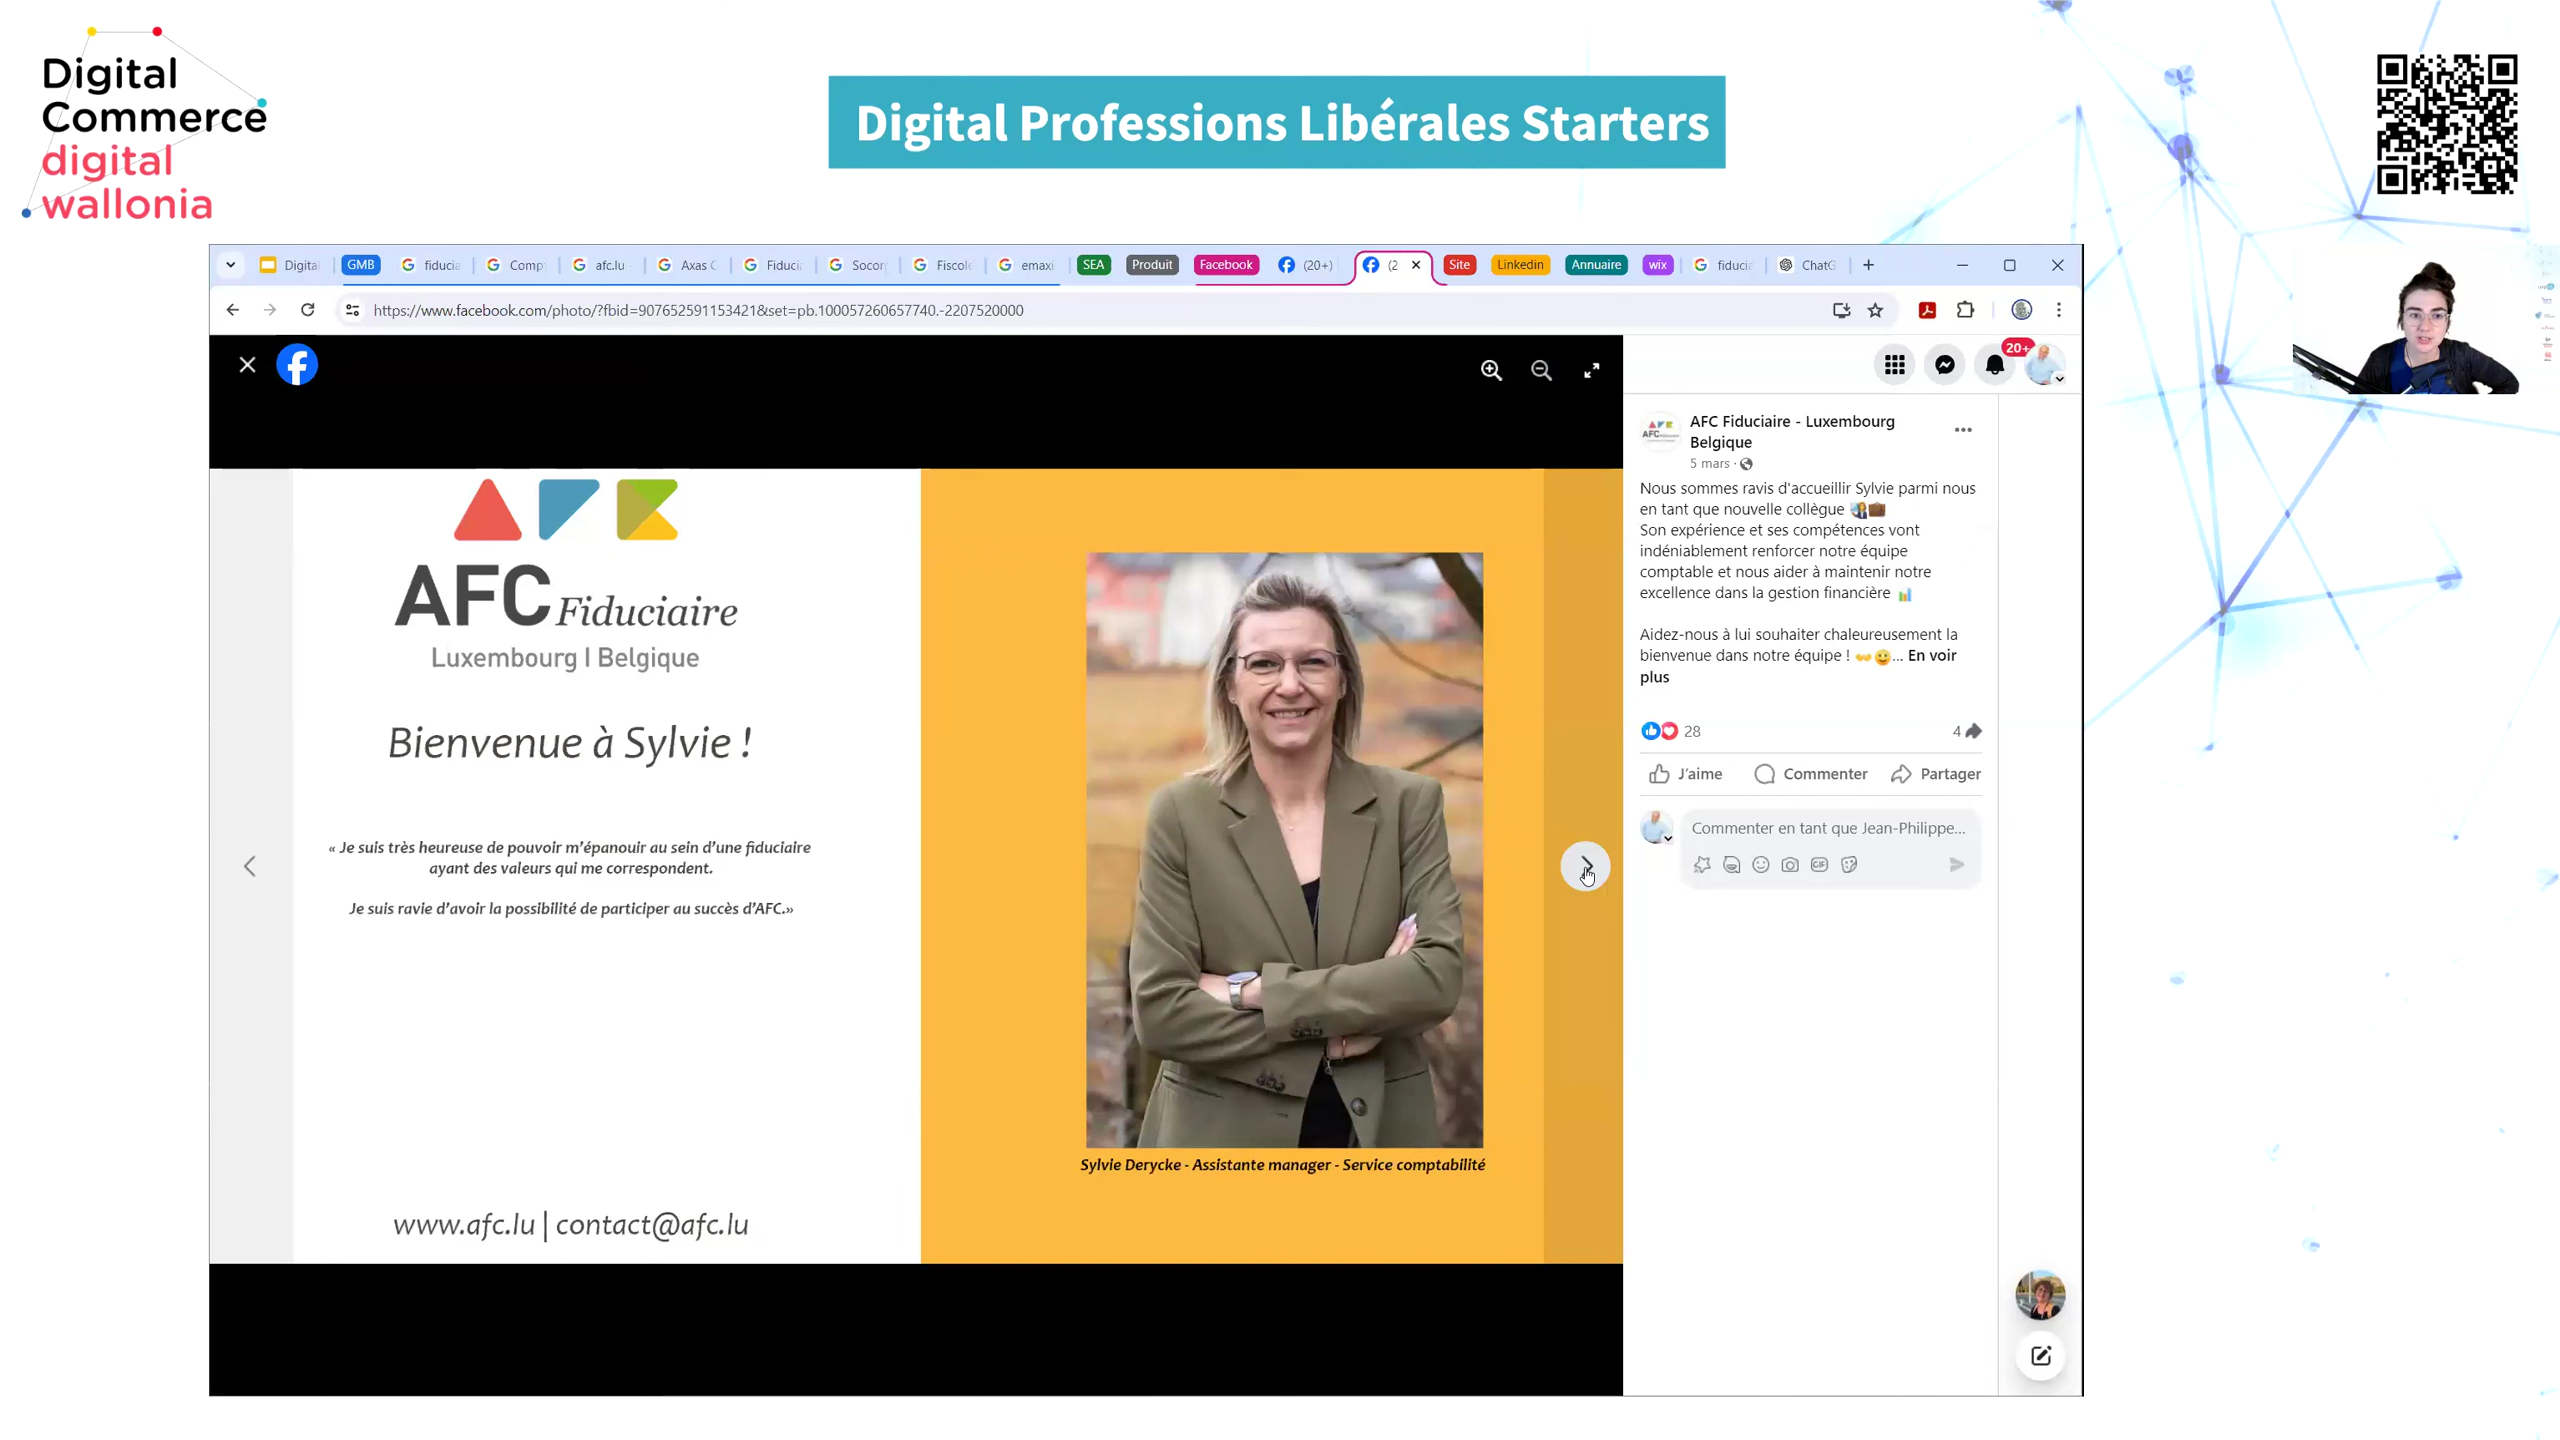 Digital
Commerce
digital
wallonia
Digital Professions Libérales Starters
Digital
GMB
fiducia
Comp
afc.lu
Axas C
Fiduci
Socor
Fiscol
emaxi
SEA
Produit
Facebook
(20+)
(2
Site
Linkedin
Annuaire
wix
fiducia
ChatG
https://www.facebook.com/photo/?fbid=907652591153421&set=pb.100057260657740.-2207520000
20+
AFC Fiduciaire
Luxembourg | Belgique
Bienvenue à Sylvie !
« Je suis très heureuse de pouvoir m'épanouir au sein d'une fiduciaire
ayant des valeurs qui me correspondent.
Je suis ravie d'avoir la possibilité de participer au succès d'AFC.»
www.afc.lu | contact@afc.lu
Sylvie Derycke - Assistante manager - Service comptabilité
AFC Fiduciaire - Luxembourg
Belgique
5 mars ·
Nous sommes ravis d'accueillir Sylvie parmi nous
en tant que nouvelle collègue
Son expérience et ses compétences vont
indéniablement renforcer notre équipe
comptable et nous aider à maintenir notre
excellence dans la gestion financière
Aidez-nous à lui souhaiter chaleureusement la
bienvenue dans notre équipe ! ... En voir
plus
28
4
J'aime
Commenter
Partager
Commenter en tant que Jean-Philippe...
GIF